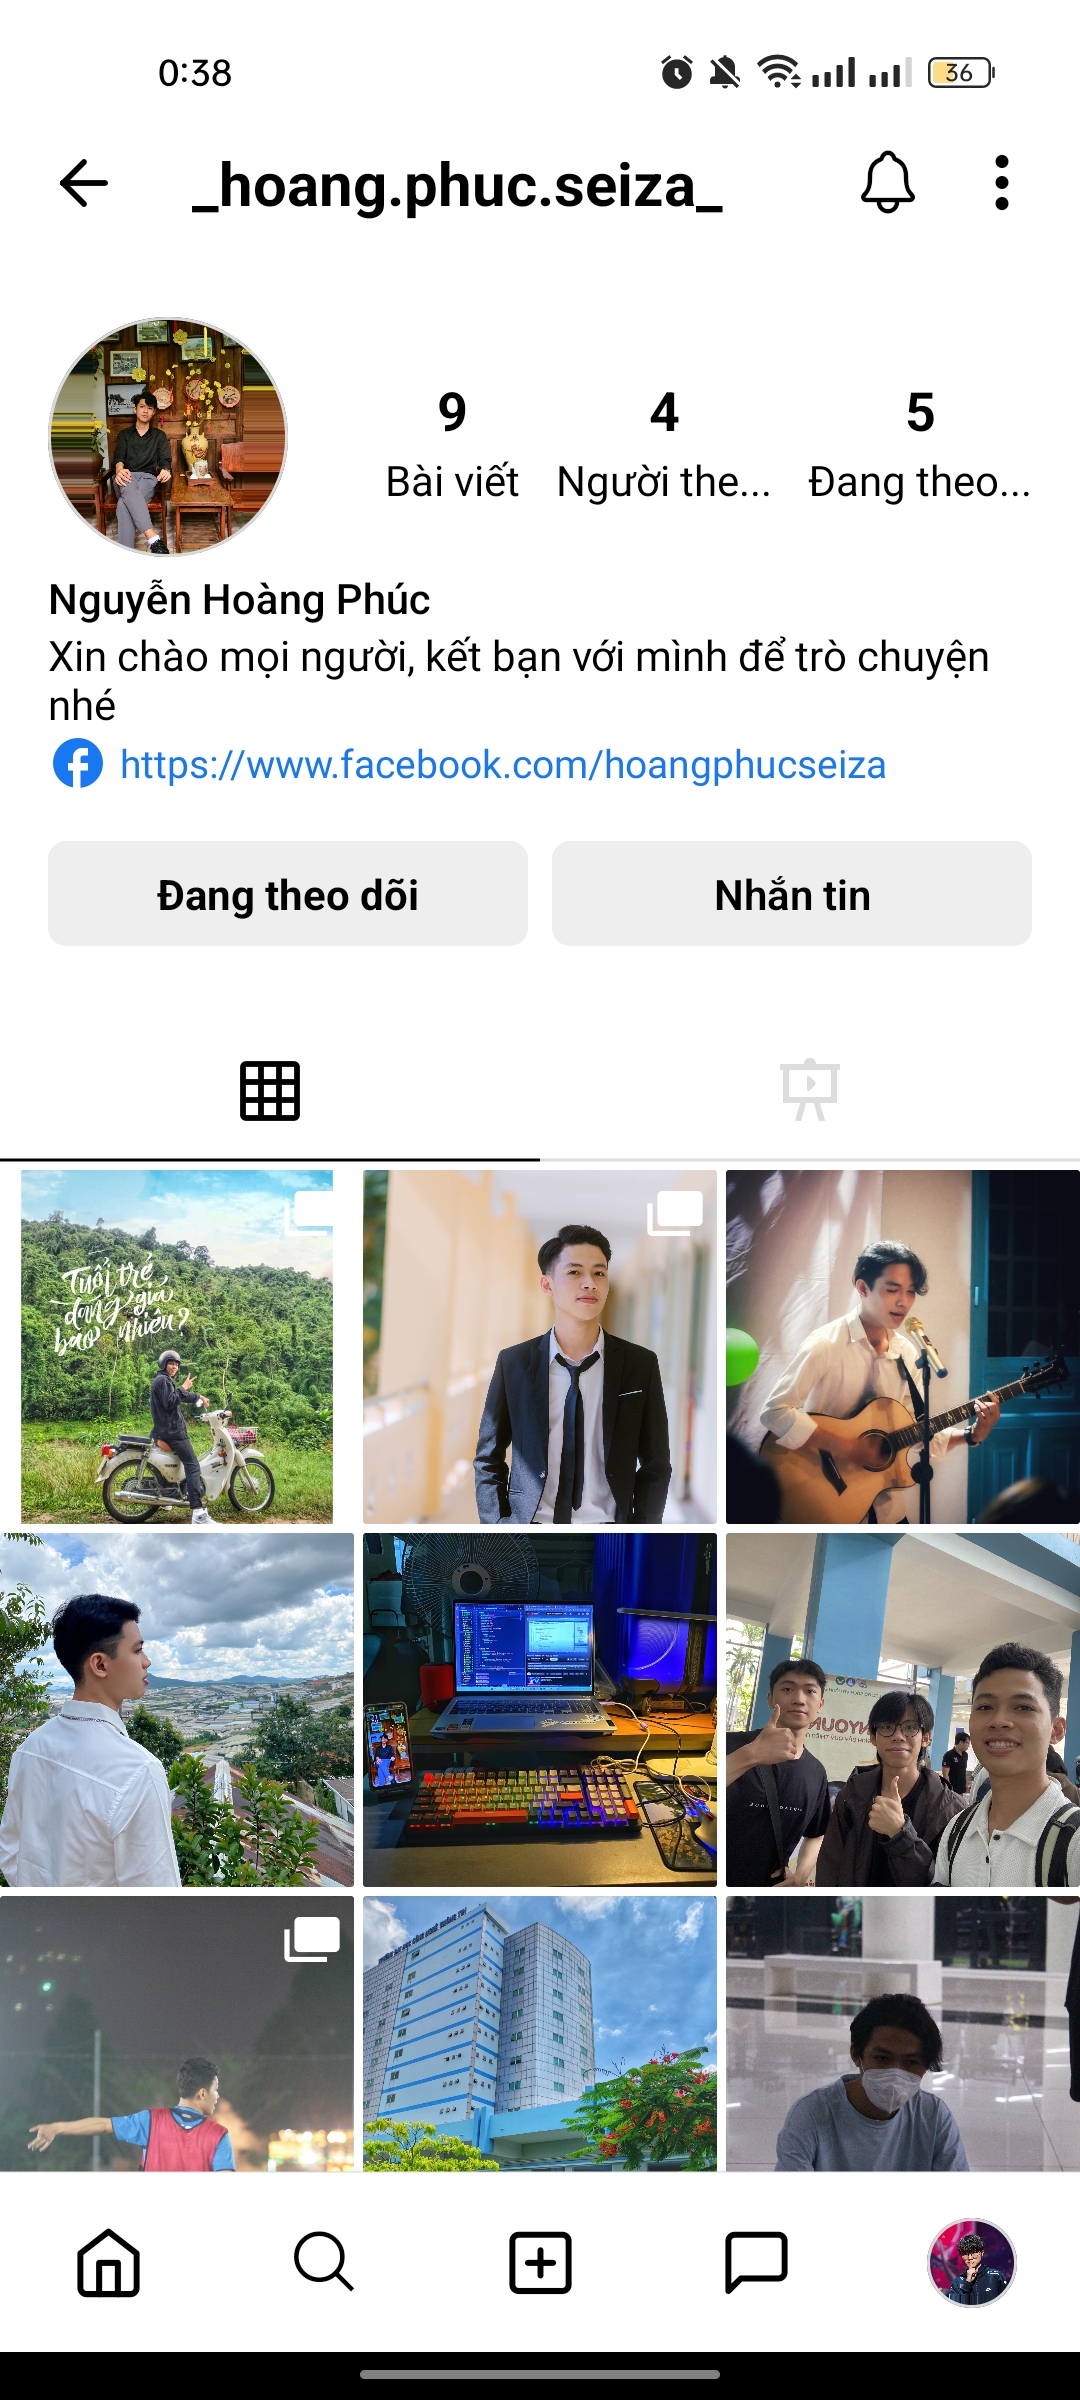 0:38
36
_hoang.phuc.seiza_
9
4
5
Bài viết
Người the...
Đang theo...
Nguyễn Hoàng Phúc
Xin chào mọi người, kết bạn với mình để trò chuyện
nhé
https://www.facebook.com/hoangphucseiza
Đang theo dõi
Nhắn tin
Tuổi trẻ
đáng giá
bao nhiêu?